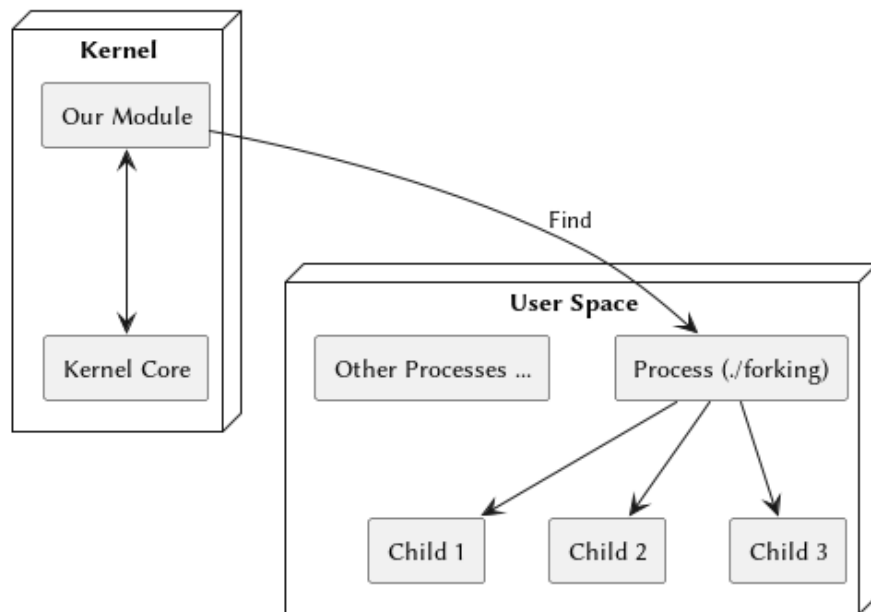 Kernel
Our Module
Find
User Space
Kernel Core
Other Processes ...
Process (./forking)
Child 1
Child 2
Child 3